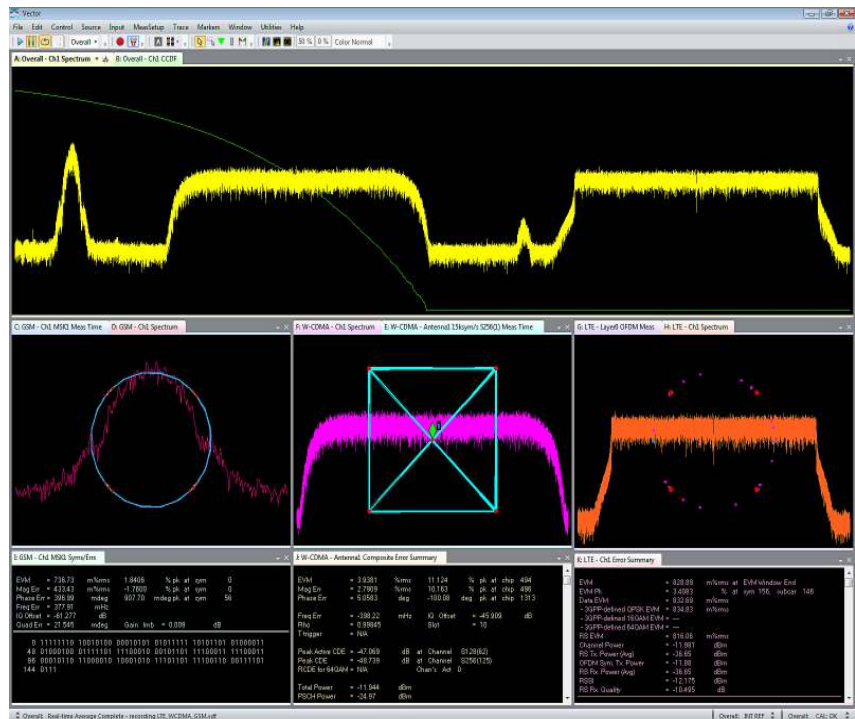 Vector
File Edit Control Source Input MeasSetup Trace Markers Window Utilities Help
Overall 50 % 0 % Color Normal
A: Overall - Ch1 Spectrum B: Overall - Ch1 CCDF
C: GSM - Ch1 MSK1 Meas Time D: GSM - Ch1 Spectrum
F: W-CDMA - Ch1 Spectrum E: W-CDMA - Antenna1 15ksym/s S256(1) Meas Time
G: LTE - Layer0 OFDM Meas H: LTE - Ch1 Spectrum
I: GSM - Ch1 MSK1 Syms/Errs
EVM = 736.73 m%rms 1.8406 % pk at sym 0
Mag Err = 433.43 m%rms -1.7600 % pk at sym 0
Phase Err = 396.99 mdeg 907.70 mdeg pk at sym 56
Freq Err = 377.91 mHz
IQ Offset = -61.277 dB
Quad Err = 21.545 mdeg Gain Imb = 0.009 dB
0 11111110 10010100 00010101 01011111 10101101 01000011
48 01000100 01111101 11100010 00101101 11100011 11100011
96 00010110 11000010 10001010 11101101 11100110 00111101
144 0111
J: W-CDMA - Antenna1 Composite Error Summary
EVM = 3.9381 %rms 11.124 % pk at chip 494
Mag Err = 2.7909 %rms 10.163 % pk at chip 496
Phase Err = 5.0583 deg -100.08 deg pk at chip 1313
Freq Err = -398.22 mHz IQ Offset = -45.909 dB
Rho = 0.99845 Slot = 10
T trigger = N/A
Peak Active CDE = -47.069 dB at Channel S128(62)
Peak CDE = -48.739 dB at Channel S256(125)
RCDE for 64QAM = N/A Chan's Act 0
Total Power = -11.944 dBm
PSCH Power = -24.97 dBm
K: LTE - Ch1 Error Summary
EVM = 828.89 m%rms at EVM Window End
EVM Pk = 3.4083 % at sym 156, subcar 146
Data EVM = 832.60 m%rms
- 3GPP-defined QPSK EVM = 834.83 m%rms
- 3GPP-defined 16QAM EVM = ---
- 3GPP-defined 64QAM EVM = ---
RS EVM = 816.06 m%rms
Channel Power = -11.981 dBm
RS Tx. Power (Avg) = -36.65 dBm
OFDM Sym. Tx. Power = -11.88 dBm
RS Rx. Power (Avg) = -36.65 dBm
RSSI = -12.175 dBm
RS Rx. Quality = -10.495 dB
Overall: Real-time Average Complete - recording LTE_WCDMA_GSM.sdf Overall: INT REF CAL: OK